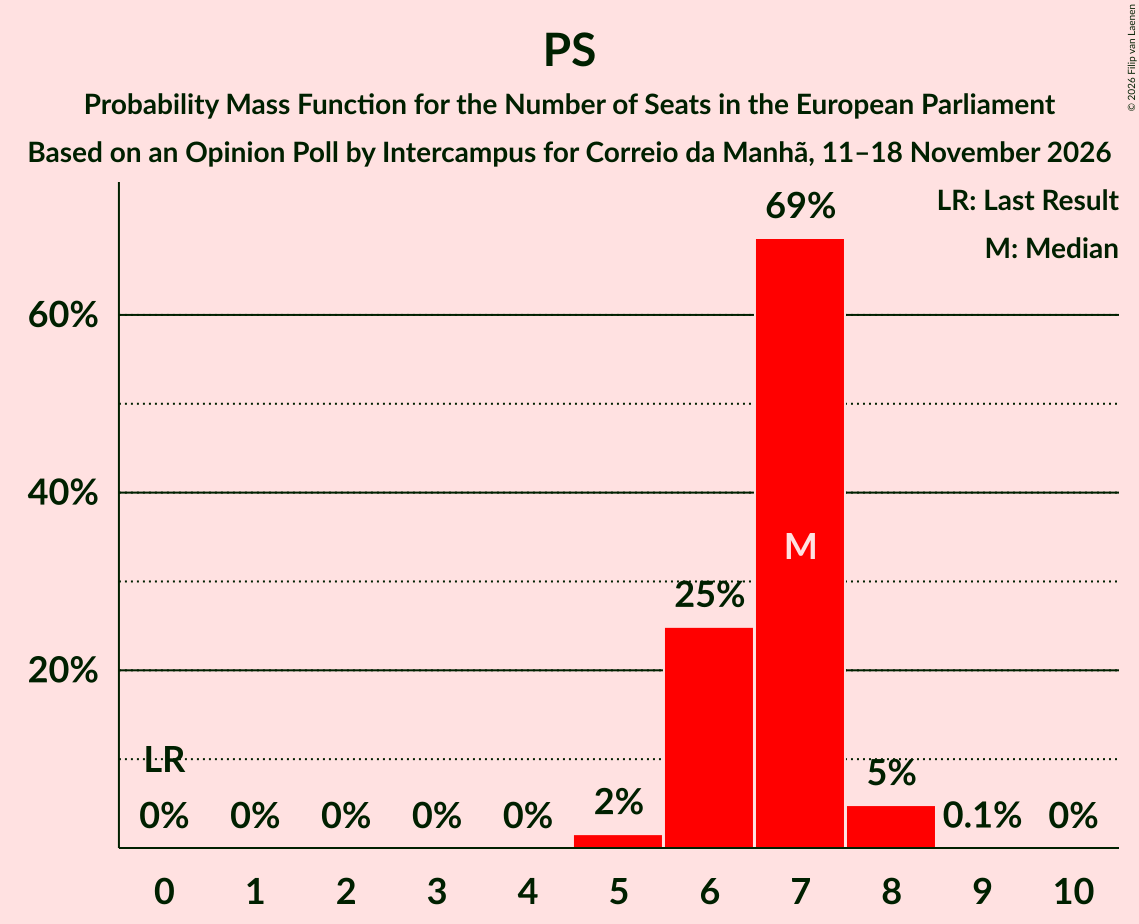 PS
Probability Mass Function for the Number of Seats in the European Parliament
Based on an Opinion Poll by Intercampus for Correio da Manhã, 11–18 November 2026
© 2026 Filip van Laenen
LR: Last Result
M: Median
60%
40%
20%
LR
0% 0% 0% 0% 0% 2% 25% 69% 5% 0.1% 0%
M
0 1 2 3 4 5 6 7 8 9 10